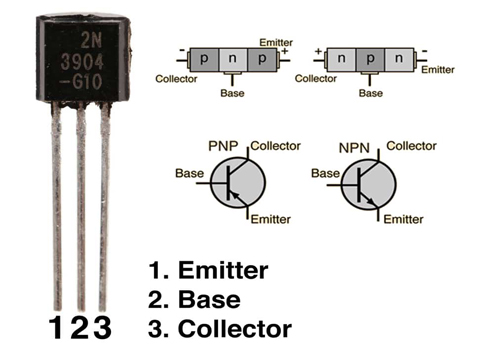 2N
3904
-G10
123
- p n p +
Emitter
Collector
Base
+ n p n -
Collector
Emitter
Base
PNP
Collector
Base
Emitter
NPN
Collector
Base
Emitter
1. Emitter
2. Base
3. Collector